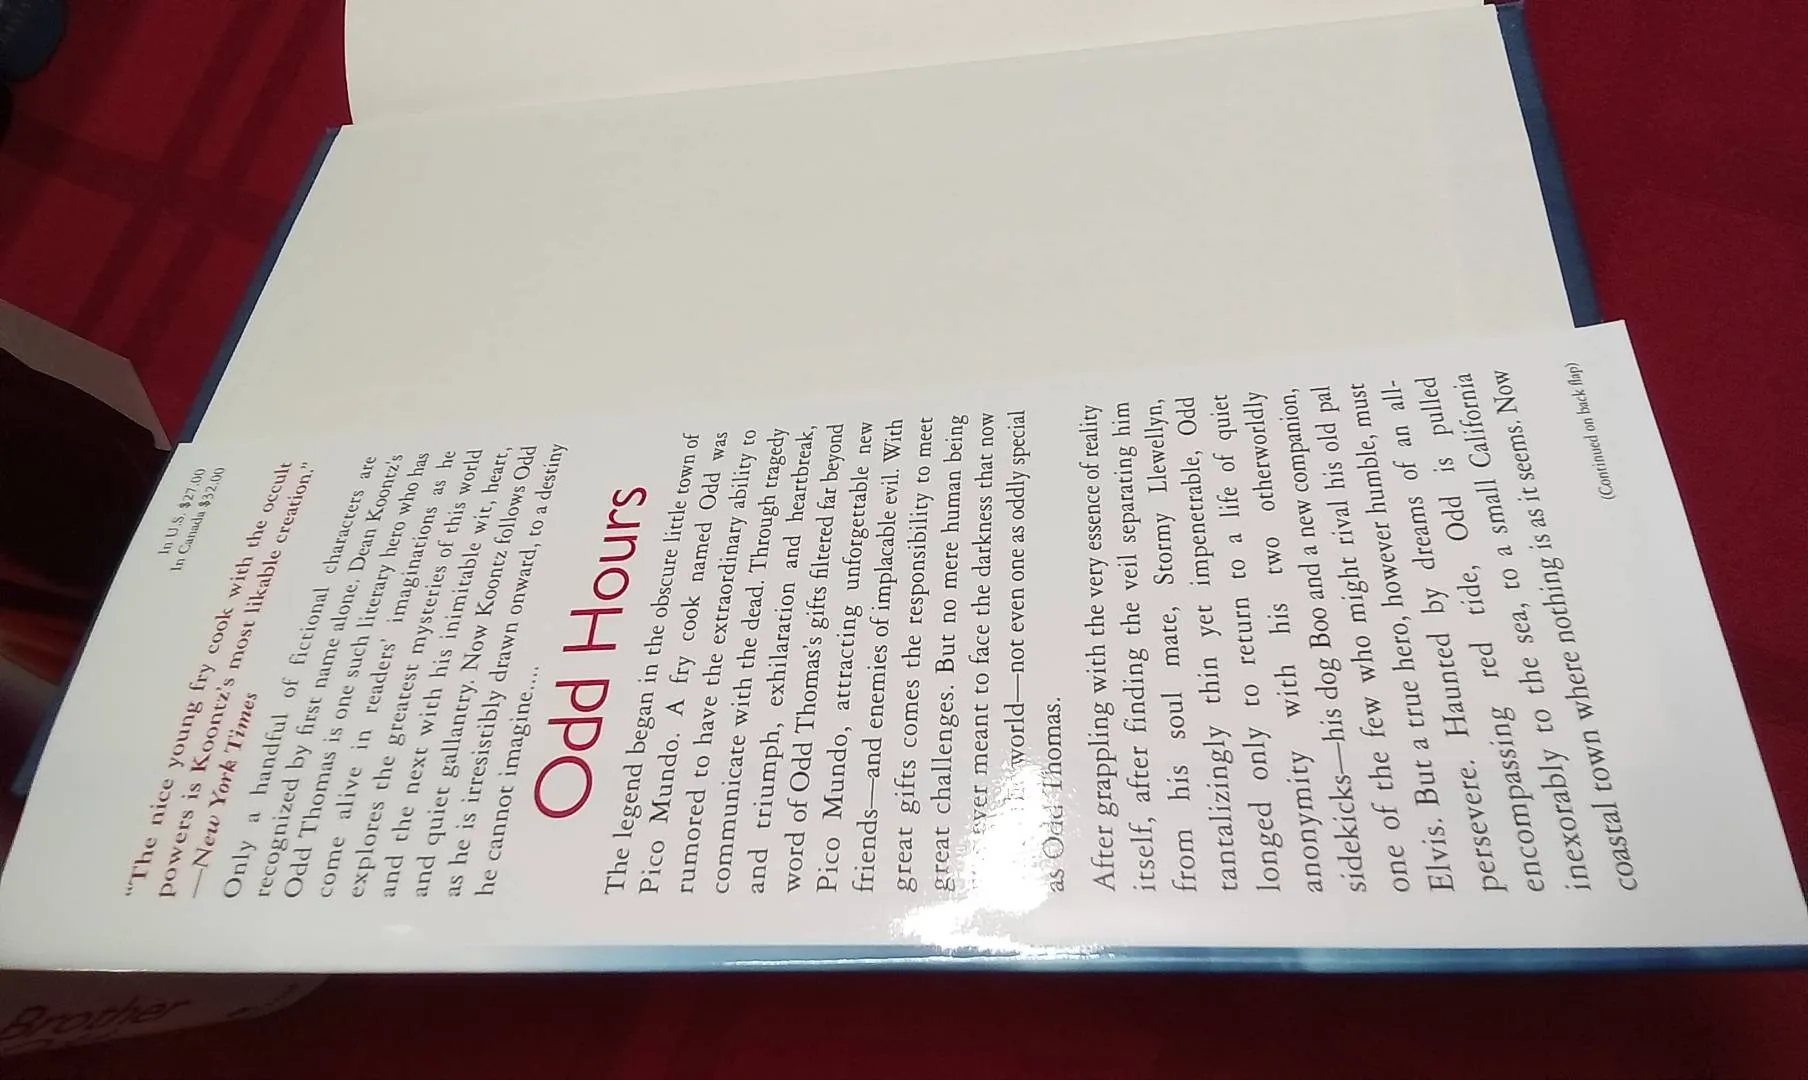 In U.S. $27.00
In Canada $32.00
“The nice young fry cook with the occult
powers is Koontz’s most likable creation.”
—New York Times
Only a handful of fictional characters are
recognized by first name alone. Dean Koontz’s
Odd Thomas is one such literary hero who has
come alive in readers’ imaginations as he
explores the greatest mysteries of this world
and the next with his inimitable wit, heart,
and quiet gallantry. Now Koontz follows Odd
as he is irresistibly drawn onward, to a destiny
he cannot imagine....
Odd Hours
The legend began in the obscure little town of
Pico Mundo. A fry cook named Odd was
rumored to have the extraordinary ability to
communicate with the dead. Through tragedy
and triumph, exhilaration and heartbreak,
word of Odd Thomas’s gifts filtered far beyond
Pico Mundo, attracting unforgettable new
friends—and enemies of implacable evil. With
great gifts comes the responsibility to meet
great challenges. But no mere human being
ever meant to face the darkness that now
world—not even one as oddly special
as Odd Thomas.
After grappling with the very essence of reality
itself, after finding the veil separating him
from his soul mate, Stormy Llewellyn,
tantalizingly thin yet impenetrable, Odd
longed only to return to a life of quiet
anonymity with his two otherworldly
sidekicks—his dog Boo and a new companion,
one of the few who might rival his old pal
Elvis. But a true hero, however humble, must
persevere. Haunted by dreams of an all-
encompassing red tide, Odd is pulled
inexorably to the sea, to a small California
coastal town where nothing is as it seems. Now
(Continued on back flap)
Brother